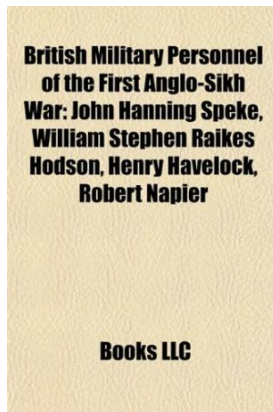 British Military Personnel
of the First Anglo-Sikh
War: John Hanning Speke,
William Stephen Raikes
Hodson, Henry Havelock,
Robert Napier
Books LLC